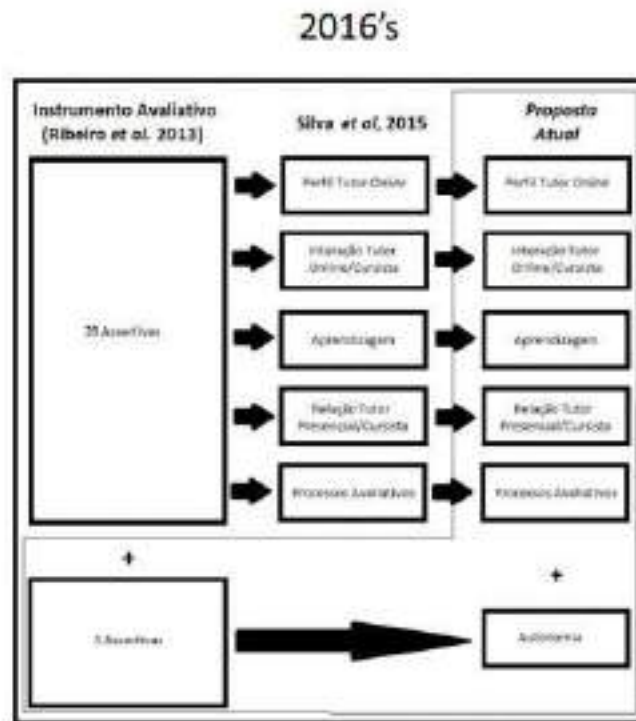 2016's
Instrumento Avaliativo
(Ribeiro et al. 2013)
Silva et al, 2015
Proposta
Atual
Perfil Tutor Online
Perfil Tutor Online
Interação Tutor
Online/Cursista
Interação Tutor
Online/Cursista
Assertivas
Aprendizagem
Aprendizagem
Relação Tutor
Presencial/Cursista
Relação Tutor
Presencial/Cursista
Processos Avaliativos
Processos Avaliativos
+
+
Assertivas
Autonomia